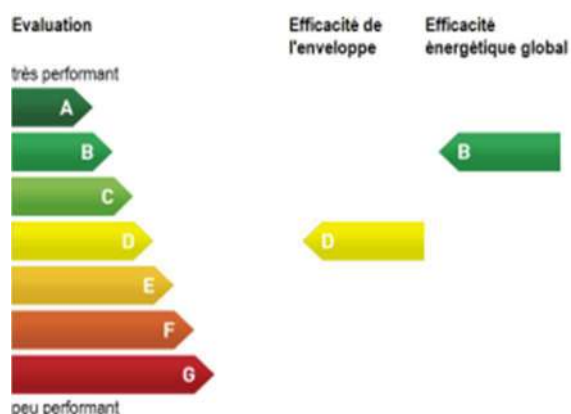 Evaluation
Efficacité de
l'enveloppe
Efficacité
énergétique global
très performant
A
B
B
C
D
D
E
F
G
peu performant